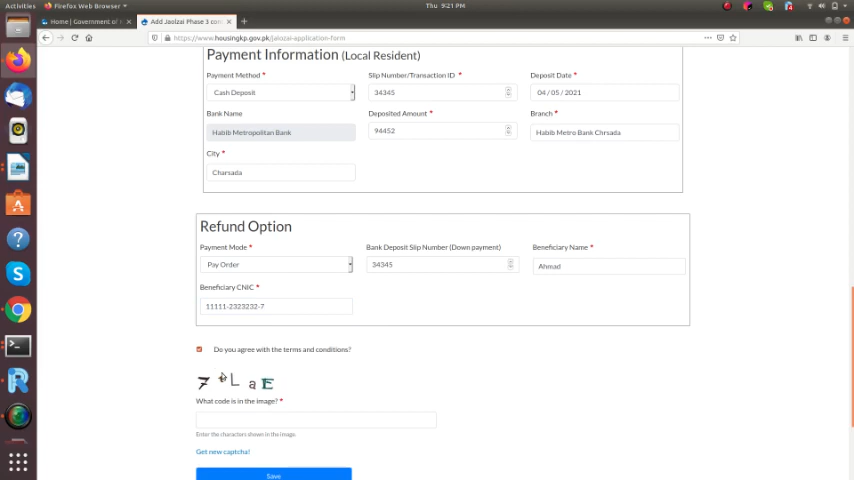 Activities Firefox Web Browser ▾ Thu 9:21 PM
Home | Government of × Add Jaolzai Phase 3 con × +
https://www.housingkp.gov.pk/jalozai-application-form
Payment Information (Local Resident)
Payment Method * Slip Number/Transaction ID * Deposit Date *
Cash Deposit 34345 04 / 05 / 2021
Bank Name Deposited Amount * Branch *
Habib Metropolitan Bank 94452 Habib Metro Bank Chrsada
City *
Charsada
Refund Option
Payment Mode * Bank Deposit Slip Number (Down payment) Beneficiary Name *
Pay Order 34345 Ahmad
Beneficiary CNIC *
11111-2323232-7
Do you agree with the terms and conditions?
What code is in the image? *
Enter the characters shown in the image.
Get new captcha!
Save